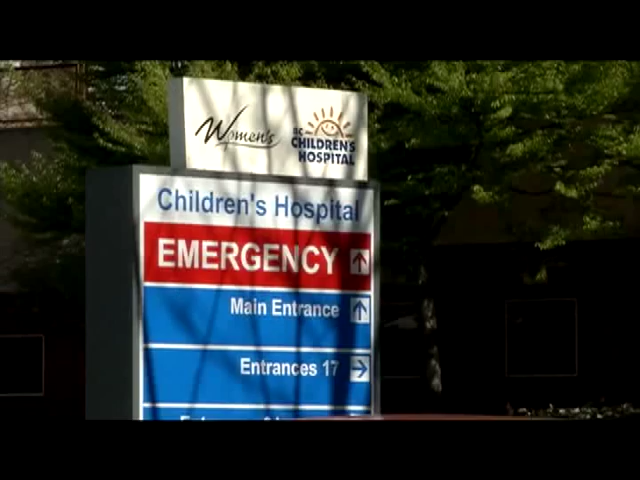 Women's
BC
CHILDREN'S
HOSPITAL
Children's Hospital
EMERGENCY
Main Entrance
Entrances 17